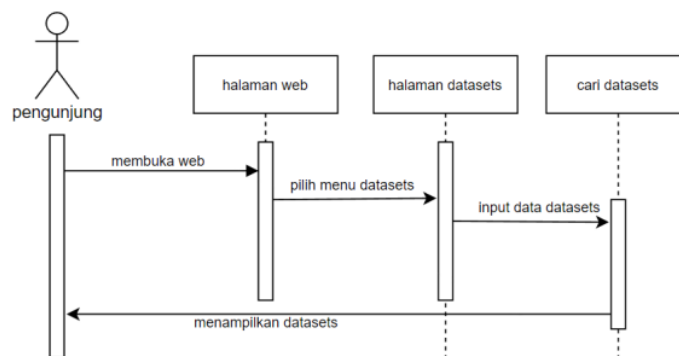 pengunjung
halaman web
halaman datasets
cari datasets
membuka web
pilih menu datasets
input data datasets
menampilkan datasets